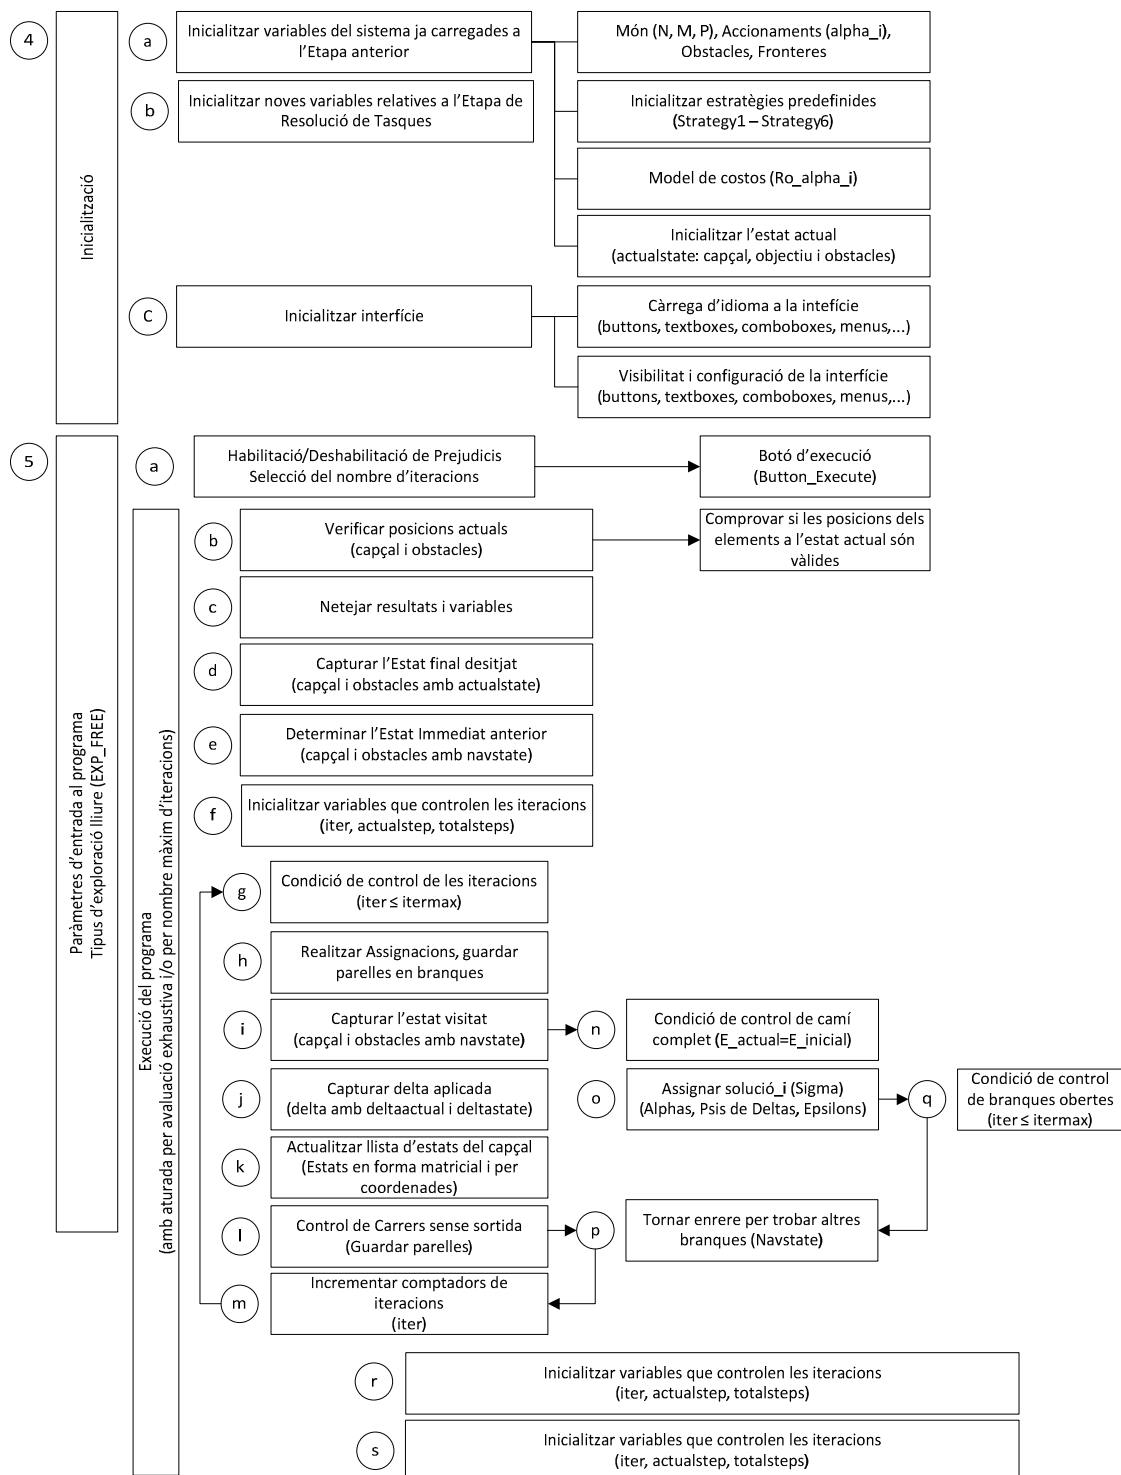 4
Inicialització
a
Inicialitzar variables del sistema ja carregades a
l'Etapa anterior
Món (N, M, P), Accionaments (alpha_i),
Obstacles, Fronteres
b
Inicialitzar noves variables relatives a l'Etapa de
Resolució de Tasques
Inicialitzar estratègies predefinides
(Strategy1 – Strategy6)
Model de costos (Ro_alpha_i)
Inicialitzar l'estat actual
(actualstate: capçal, objectiu i obstacles)
C
Inicialitzar interfície
Càrrega d'idioma a la intefície
(buttons, textboxes, comboboxes, menus,...)
Visibilitat i configuració de la interfície
(buttons, textboxes, comboboxes, menus,...)
5
Paràmetres d'entrada al programa
Tipus d'exploració lliure (EXP_FREE)
a
Habilitació/Deshabilitació de Prejudicis
Selecció del nombre d'iteracions
Botó d'execució
(Button_Execute)
Execució del programa
(amb aturada per avaluació exhaustiva i/o per nombre màxim d'iteracions)
b
Verificar posicions actuals
(capçal i obstacles)
Comprovar si les posicions dels
elements a l'estat actual són
vàlides
c
Netejar resultats i variables
d
Capturar l'Estat final desitjat
(capçal i obstacles amb actualstate)
e
Determinar l'Estat Immediat anterior
(capçal i obstacles amb navstate)
f
Inicialitzar variables que controlen les iteracions
(iter, actualstep, totalsteps)
g
Condició de control de les iteracions
(iter ≤ itermax)
h
Realitzar Assignacions, guardar
parelles en branques
i
Capturar l'estat visitat
(capçal i obstacles amb navstate)
n
Condició de control de camí
complet (E_actual=E_inicial)
j
Capturar delta aplicada
(delta amb deltaactual i deltastate)
o
Assignar solució_i (Sigma)
(Alphas, Psis de Deltas, Epsilons)
q
Condició de control
de branques obertes
(iter ≤ itermax)
k
Actualitzar llista d'estats del capçal
(Estats en forma matricial i per
coordenades)
l
Control de Carrers sense sortida
(Guardar parelles)
p
Tornar enrere per trobar altres
branques (Navstate)
m
Incrementar comptadors de
iteracions
(iter)
r
Inicialitzar variables que controlen les iteracions
(iter, actualstep, totalsteps)
s
Inicialitzar variables que controlen les iteracions
(iter, actualstep, totalsteps)